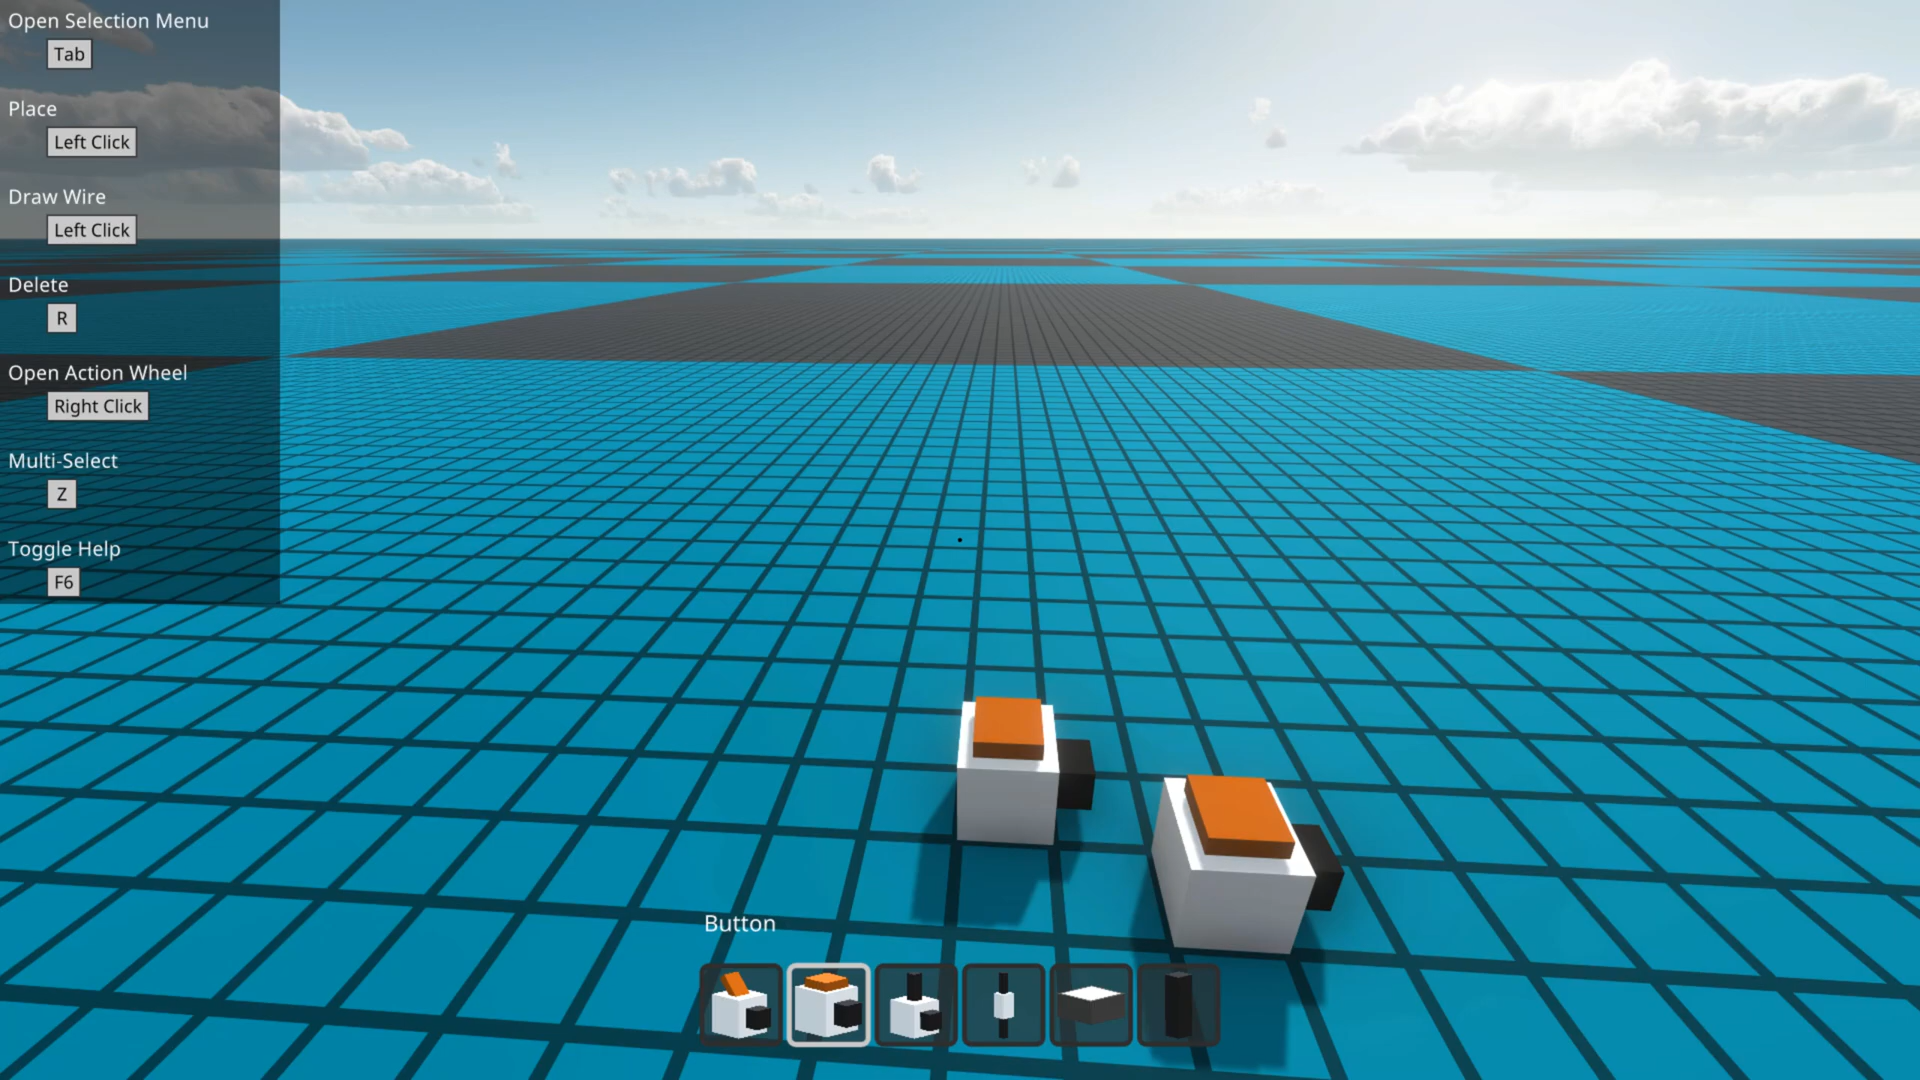 Open Selection Menu
Tab
Place
Left Click
Draw Wire
Left Click
Delete
R
Open Action Wheel
Right Click
Multi-Select
Z
Toggle Help
F6
Button